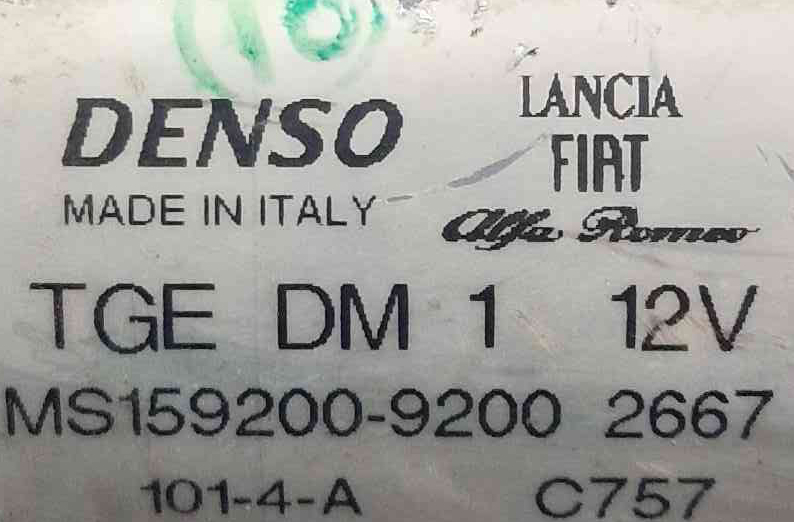 DENSO
LANCIA
FIAT
MADE IN ITALY
Alfa Romeo
TGE DM 1 12V
MS159200-9200 2667
101-4-A C757